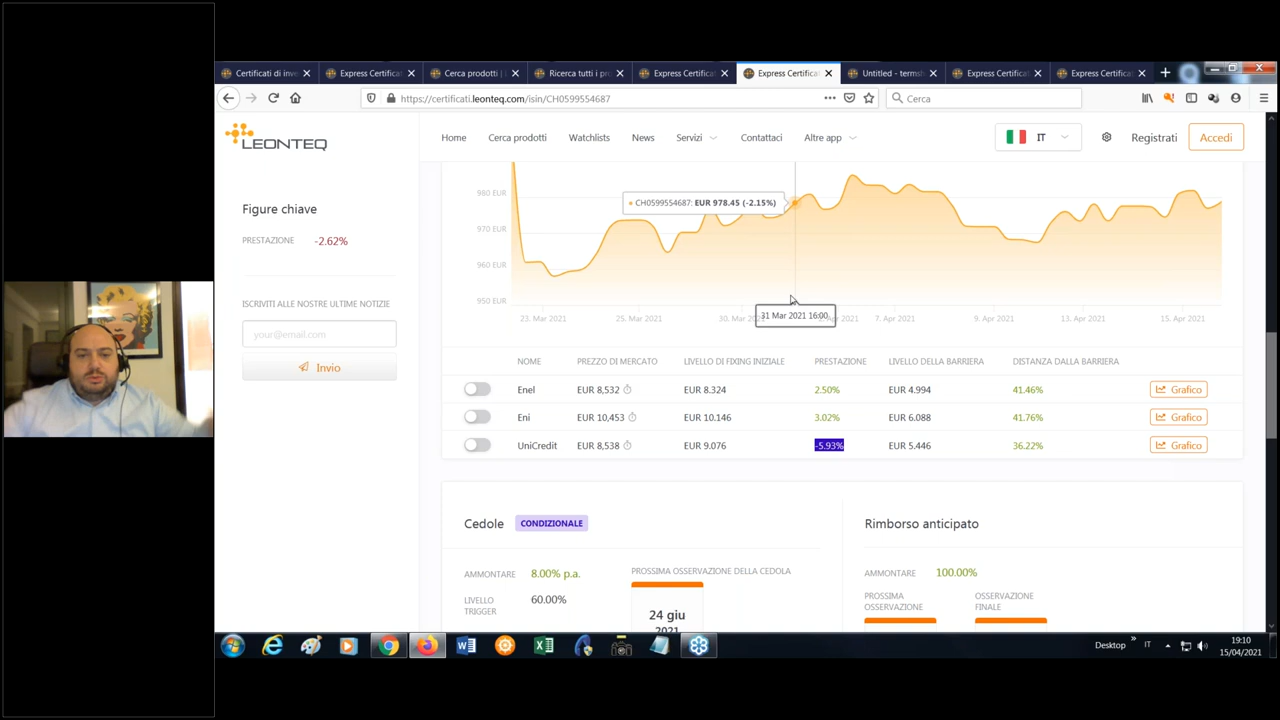 Certificati di inve
Express Certifica
Cerca prodotti | l
Ricerca tutti i pro
Express Certifica
Express Certifica
Untitled - termsh
Express Certifica
Express Certifica
https://certificati.leonteq.com/isin/CH0599554687
Cerca
LEONTEQ
Home
Cerca prodotti
Watchlists
News
Servizi
Contattaci
Altre app
IT
Registrati
Accedi
Figure chiave
PRESTAZIONE -2.62%
ISCRIVITI ALLE NOSTRE ULTIME NOTIZIE
your@email.com
Invio
980 EUR
970 EUR
960 EUR
950 EUR
CH0599554687: EUR 978.45 (-2.15%)
31 Mar 2021 16:00
23. Mar 2021
25. Mar 2021
30. Mar 2021
Apr 2021
7. Apr 2021
9. Apr 2021
13. Apr 2021
15. Apr 2021
NOME PREZZO DI MERCATO LIVELLO DI FIXING INIZIALE PRESTAZIONE LIVELLO DELLA BARRIERA DISTANZA DALLA BARRIERA
Enel EUR 8,532 EUR 8.324 2.50% EUR 4.994 41.46% Grafico
Eni EUR 10,453 EUR 10.146 3.02% EUR 6.088 41.76% Grafico
UniCredit EUR 8,538 EUR 9.076 -5.93% EUR 5.446 36.22% Grafico
Cedole CONDIZIONALE
AMMONTARE 8.00% p.a.
LIVELLO
TRIGGER
60.00%
PROSSIMA OSSERVAZIONE DELLA CEDOLA
24 giu
2021
Rimborso anticipato
AMMONTARE 100.00%
PROSSIMA
OSSERVAZIONE
OSSERVAZIONE
FINALE
Desktop
IT
19:10
15/04/2021